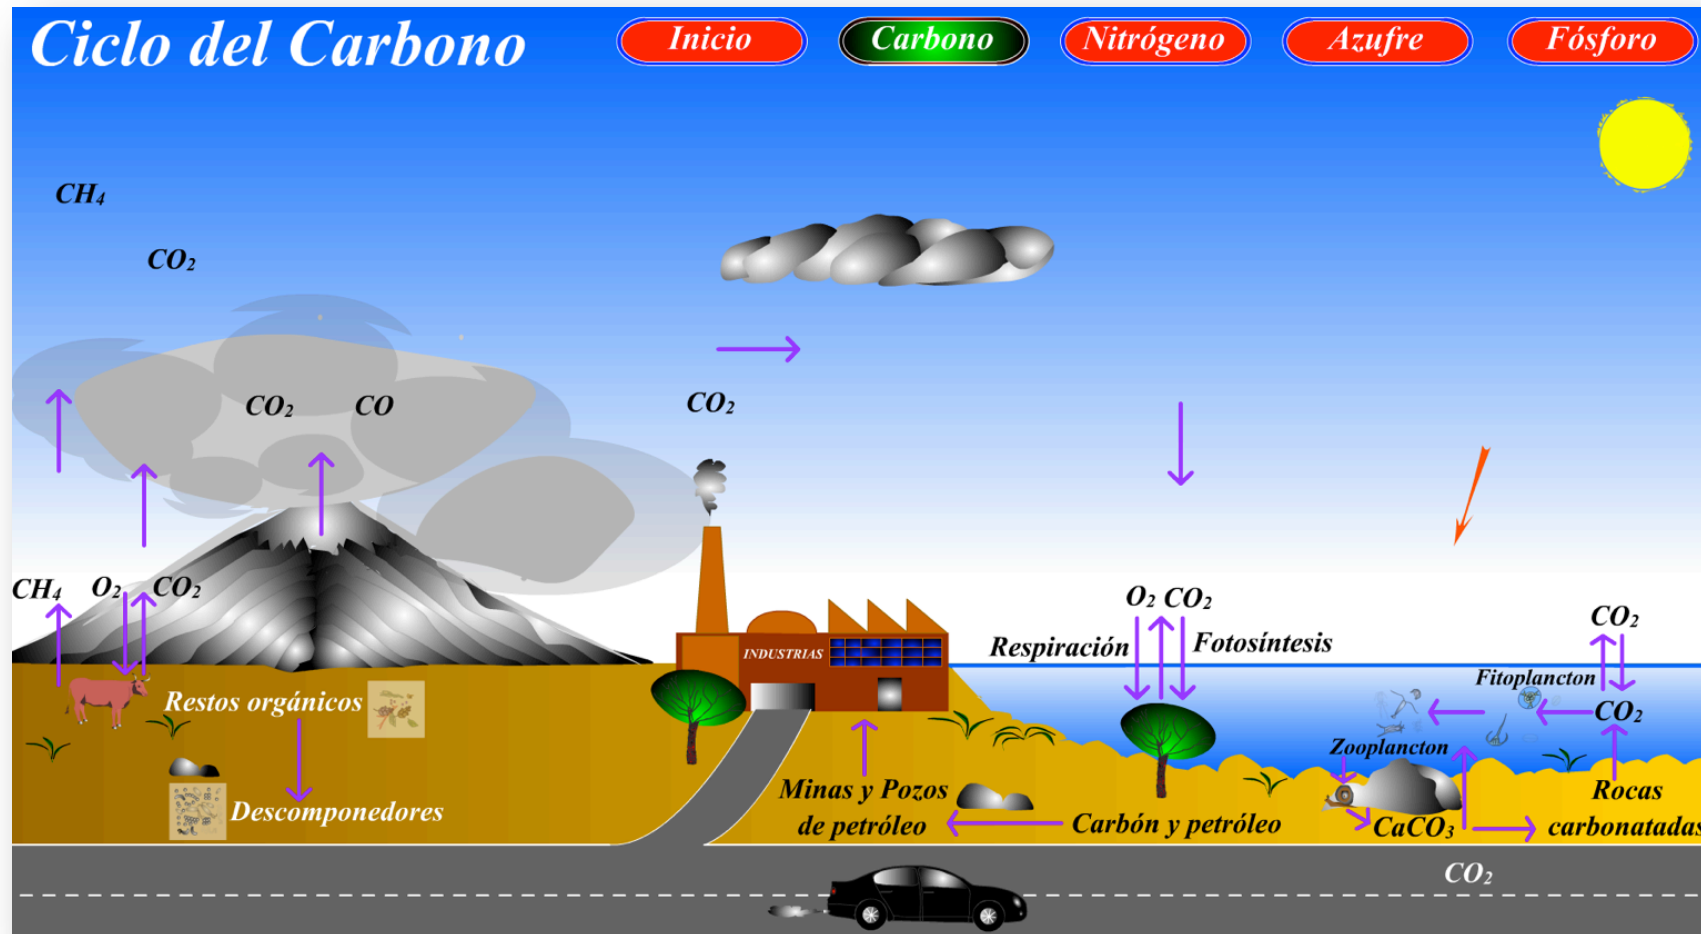 Ciclo del Carbono
Inicio
Carbono
Nitrógeno
Azufre
Fósforo
CH₄
CO₂
CO₂
CO
CO₂
CH₄
O₂
CO₂
O₂
CO₂
CO₂
Respiración
Fotosíntesis
INDUSTRIAS
Restos orgánicos
Fitoplancton
CO₂
Zooplancton
Descomponedores
Minas y Pozos
de petróleo
Carbón y petróleo
CaCO₃
Rocas
carbonatadas
CO₂